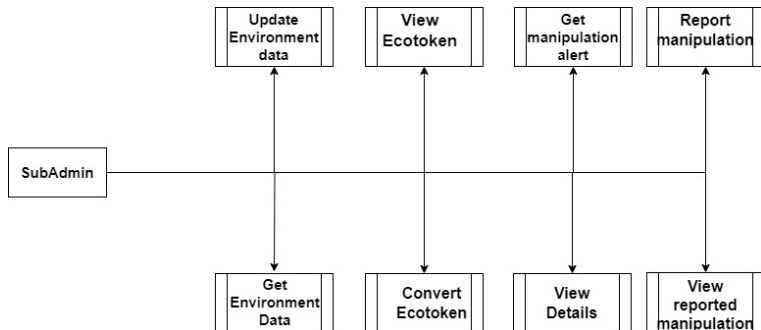 Update
Environment
data
View
Ecotoken
Get
manipulation
alert
Report
manipulation
SubAdmin
Get
Environment
Data
Convert
Ecotoken
View
Details
View
reported
manipulation